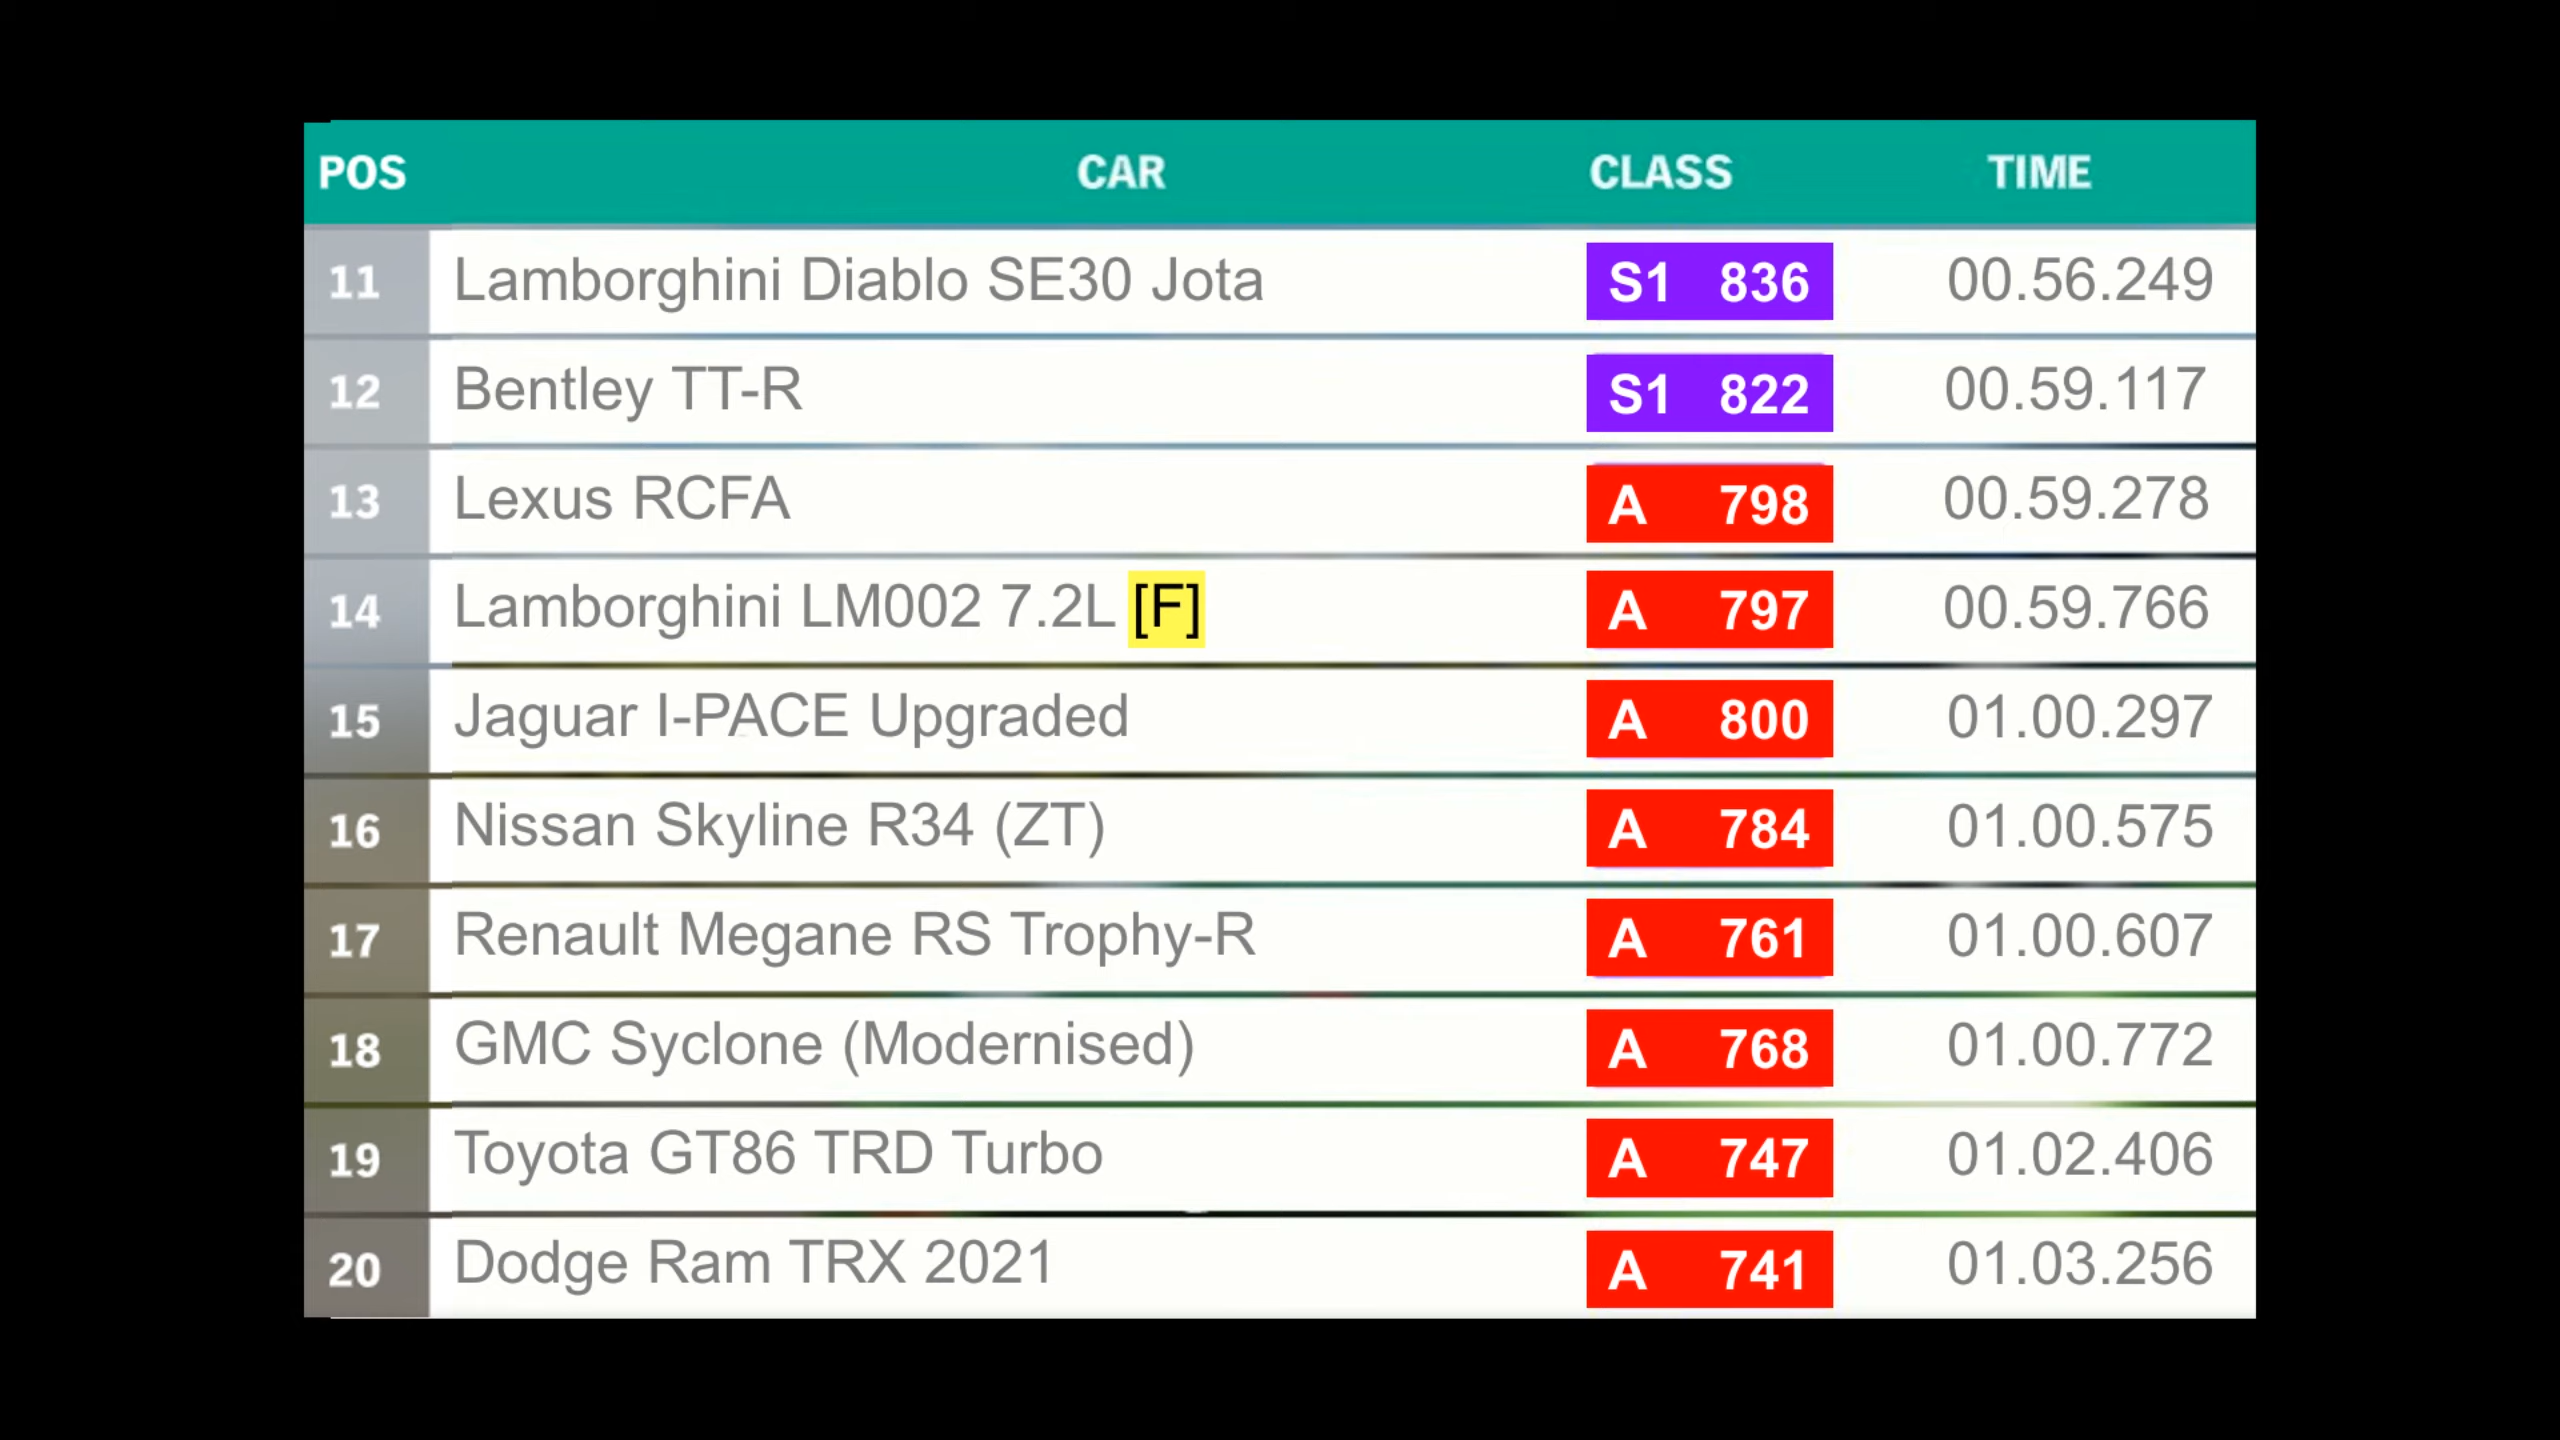 POS CAR CLASS TIME
11 Lamborghini Diablo SE30 Jota S1 836 00.56.249
12 Bentley TT-R S1 822 00.59.117
13 Lexus RCFA A 798 00.59.278
14 Lamborghini LM002 7.2L [F] A 797 00.59.766
15 Jaguar I-PACE Upgraded A 800 01.00.297
16 Nissan Skyline R34 (ZT) A 784 01.00.575
17 Renault Megane RS Trophy-R A 761 01.00.607
18 GMC Syclone (Modernised) A 768 01.00.772
19 Toyota GT86 TRD Turbo A 747 01.02.406
20 Dodge Ram TRX 2021 A 741 01.03.256